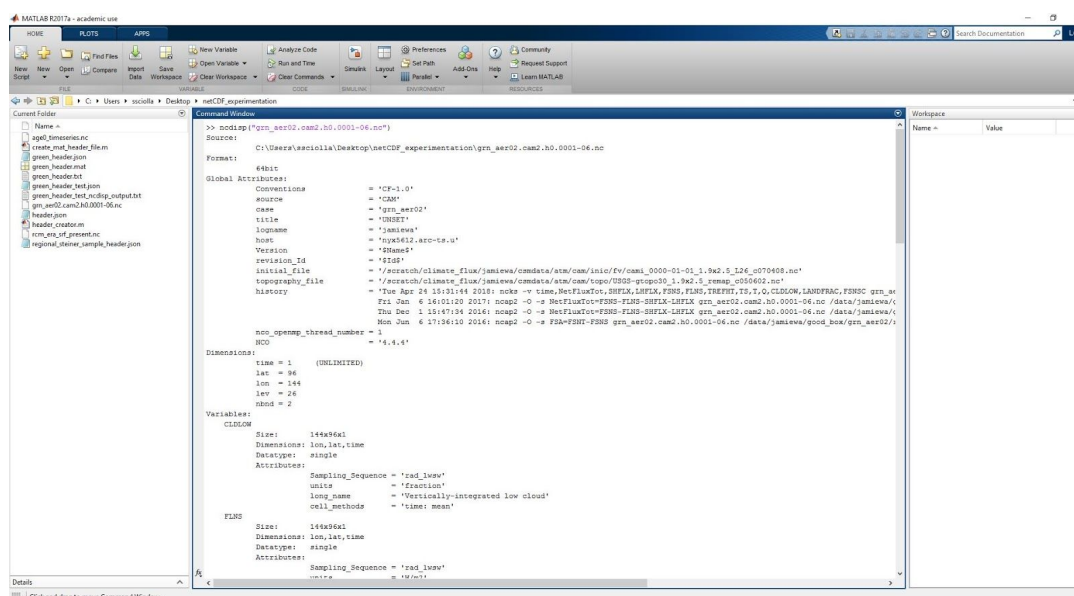 MATLAB R2017a - academic use
HOME PLOTS APPS
Search Documentation
New Script
New
Open
Find Files
Compare
Import Data
Save Workspace
New Variable
Open Variable
Clear Workspace
Analyze Code
Run and Time
Clear Commands
Simulink
Layout
Preferences
Set Path
Parallel
Add-Ons
Help
Community
Request Support
Learn MATLAB
FILE VARIABLE CODE SIMULINK ENVIRONMENT RESOURCES
C: Users ssciolla Desktop netCDF_experimentation
Current Folder
Name
age0_timeseries.nc
create_mat_header_file.m
green_header.json
green_header.mat
green_header.txt
green_header_test.json
green_header_test_ncdisp_output.txt
grn_aer02.cam2.h0.0001-06.nc
header.json
header_creator.m
rcm_era_srf_present.nc
regional_steiner_sample_header.json
Details
Command Window
>> ncdisp("grn_aer02.cam2.h0.0001-06.nc")
Source:
C:\Users\ssciolla\Desktop\netCDF_experimentation\grn_aer02.cam2.h0.0001-06.nc
Format:
64bit
Global Attributes:
Conventions = 'CF-1.0'
source = 'CAM'
case = 'grn_aer02'
title = 'UNSET'
logname = 'jamiewa'
host = 'nyx5612.arc-ts.u'
Version = '$Name$'
revision_Id = '$Id$'
initial_file = '/scratch/climate_flux/jamiewa/csmdata/atm/cam/inic/fv/cami_0000-01-01_1.9x2.5_L26_c070408.nc'
topography_file = '/scratch/climate_flux/jamiewa/csmdata/atm/cam/topo/USGS-gtopo30_1.9x2.5_remap_c050602.nc'
history = 'Tue Apr 24 15:31:44 2018: ncks -v time,NetFluxTot,SHFLX,LHFLX,FSNS,FLNS,TREFHT,TS,T,Q,CLDLOW,LANDFRAC,FSNSC grn_ae
Fri Jan 6 16:01:20 2017: ncap2 -O -s NetFluxTot=FSNS-FLNS-SHFLX-LHFLX grn_aer02.cam2.h0.0001-06.nc /data/jamiewa/g
Thu Dec 1 15:47:34 2016: ncap2 -O -s NetFluxTot=FSNS-FLNS-SHFLX-LHFLX grn_aer02.cam2.h0.0001-06.nc /data/jamiewa/g
Mon Jun 6 17:36:10 2016: ncap2 -O -s FSA=FSNT-FSNS grn_aer02.cam2.h0.0001-06.nc /data/jamiewa/good_box/grn_aer02/
nco_openmp_thread_number = 1
NCO = '4.4.4'
Dimensions:
time = 1 (UNLIMITED)
lat = 96
lon = 144
lev = 26
nbnd = 2
Variables:
CLDLOW
Size: 144x96x1
Dimensions: lon,lat,time
Datatype: single
Attributes:
Sampling_Sequence = 'rad_lwsw'
units = 'fraction'
long_name = 'Vertically-integrated low cloud'
cell_methods = 'time: mean'
FLNS
Size: 144x96x1
Dimensions: lon,lat,time
Datatype: single
Attributes:
Sampling_Sequence = 'rad_lwsw'
units = 'W/m2'
fx
Workspace
Name Value